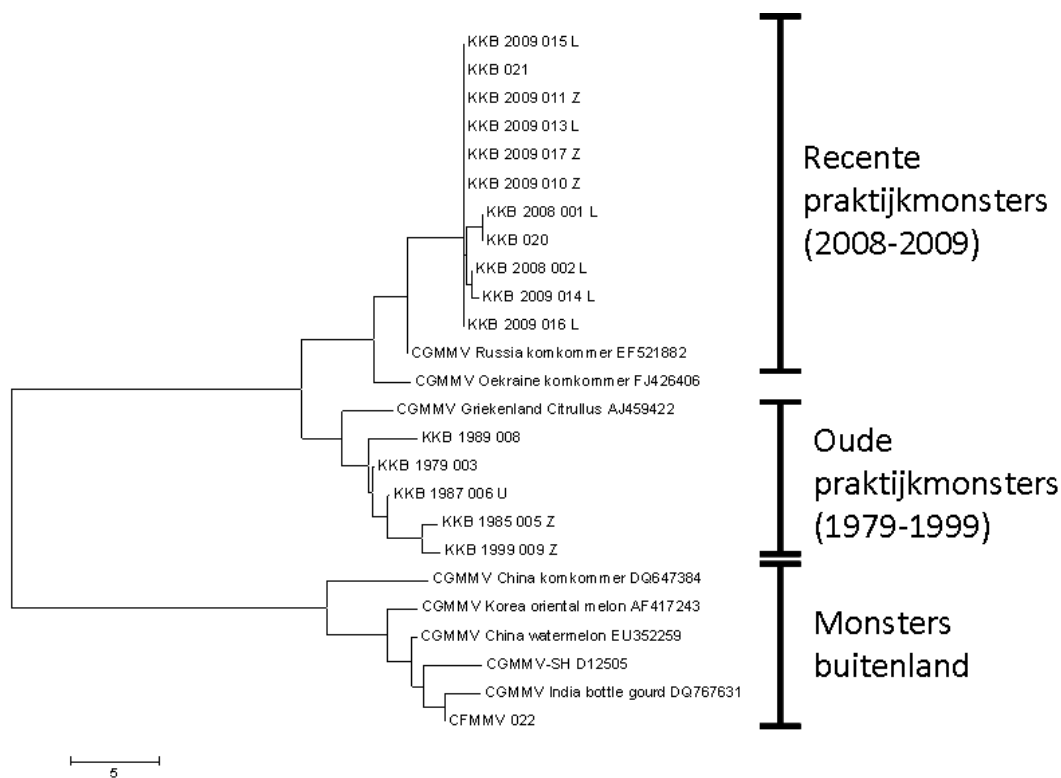 KKB 2009 015 L
KKB 021
KKB 2009 011 Z
KKB 2009 013 L
KKB 2009 017 Z
KKB 2009 010 Z
KKB 2008 001 L
KKB 020
KKB 2008 002 L
KKB 2009 014 L
KKB 2009 016 L
CGMMV Russia komkommer EF521882
CGMMV Oekraine komkommer FJ426406
CGMMV Griekenland Citrullus AJ459422
KKB 1989 008
KKB 1979 003
KKB 1987 006 U
KKB 1985 005 Z
KKB 1999 009 Z
CGMMV China komkommer DQ647384
CGMMV Korea oriental melon AF417243
CGMMV China watermelon EU352259
CGMMV-SH D12505
CGMMV India bottle gourd DQ767631
CFMMV 022
5
Recente
praktijkmonsters
(2008-2009)
Oude
praktijkmonsters
(1979-1999)
Monsters
buitenland